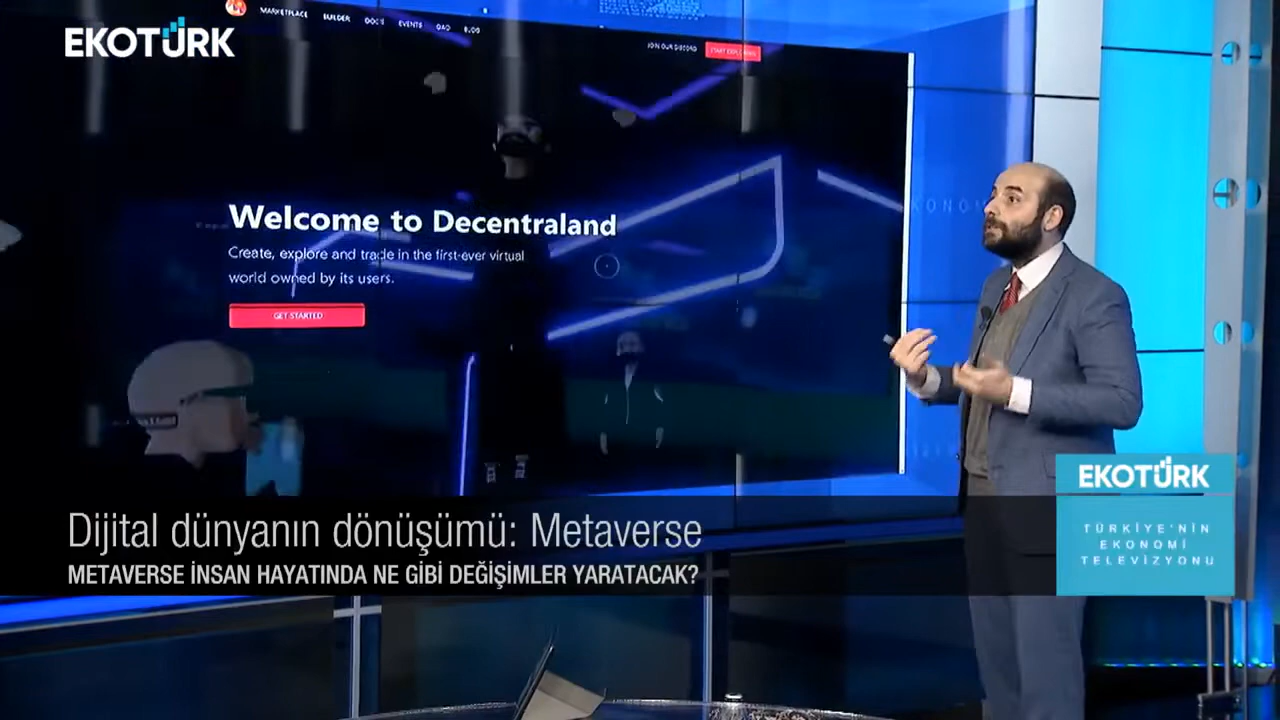 MARKETPLACE BUILDER DOCS EVENTS DAO BLOG
EKOTÜRK
JOIN OUR DISCORD START EXPLORING
Welcome to Decentraland
Create, explore and trade in the first-ever virtual
world owned by its users.
GET STARTED
EKOTÜRK
TÜRKİYE'NİN
EKONOMİ
TELEVİZYONU
Dijital dünyanın dönüşümü: Metaverse
METAVERSE İNSAN HAYATINDA NE GİBİ DEĞİŞİMLER YARATACAK?